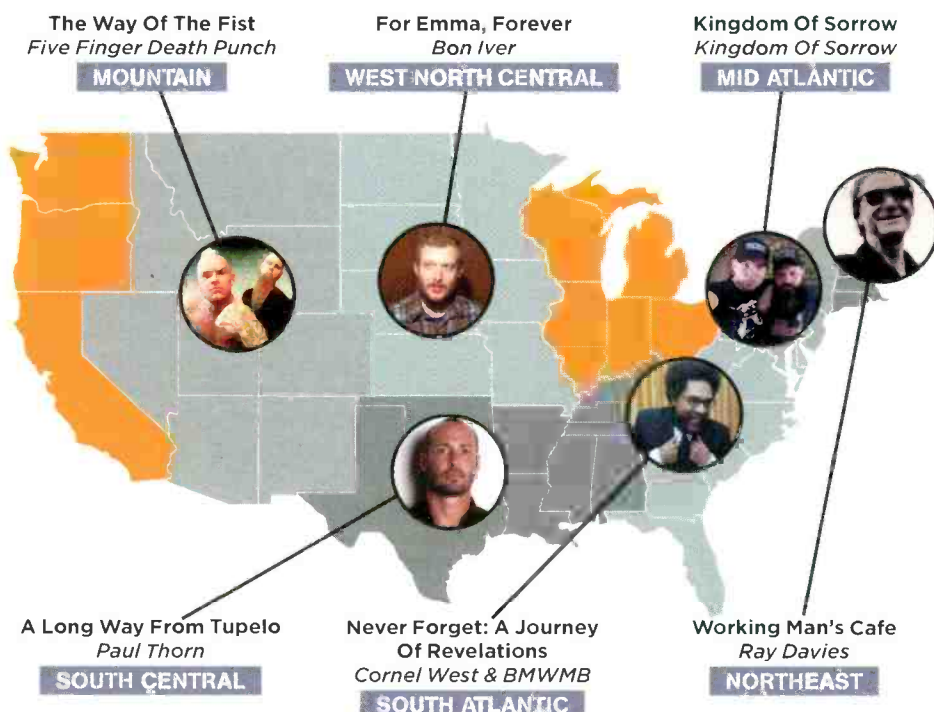 The Way Of The Fist
Five Finger Death Punch
MOUNTAIN
For Emma, Forever
Bon Iver
WEST NORTH CENTRAL
Kingdom Of Sorrow
Kingdom Of Sorrow
MID ATLANTIC
A Long Way From Tupelo
Paul Thorn
SOUTH CENTRAL
Never Forget: A Journey
Of Revelations
Cornel West & BMWMB
SOUTH ATLANTIC
Working Man's Cafe
Ray Davies
NORTHEAST